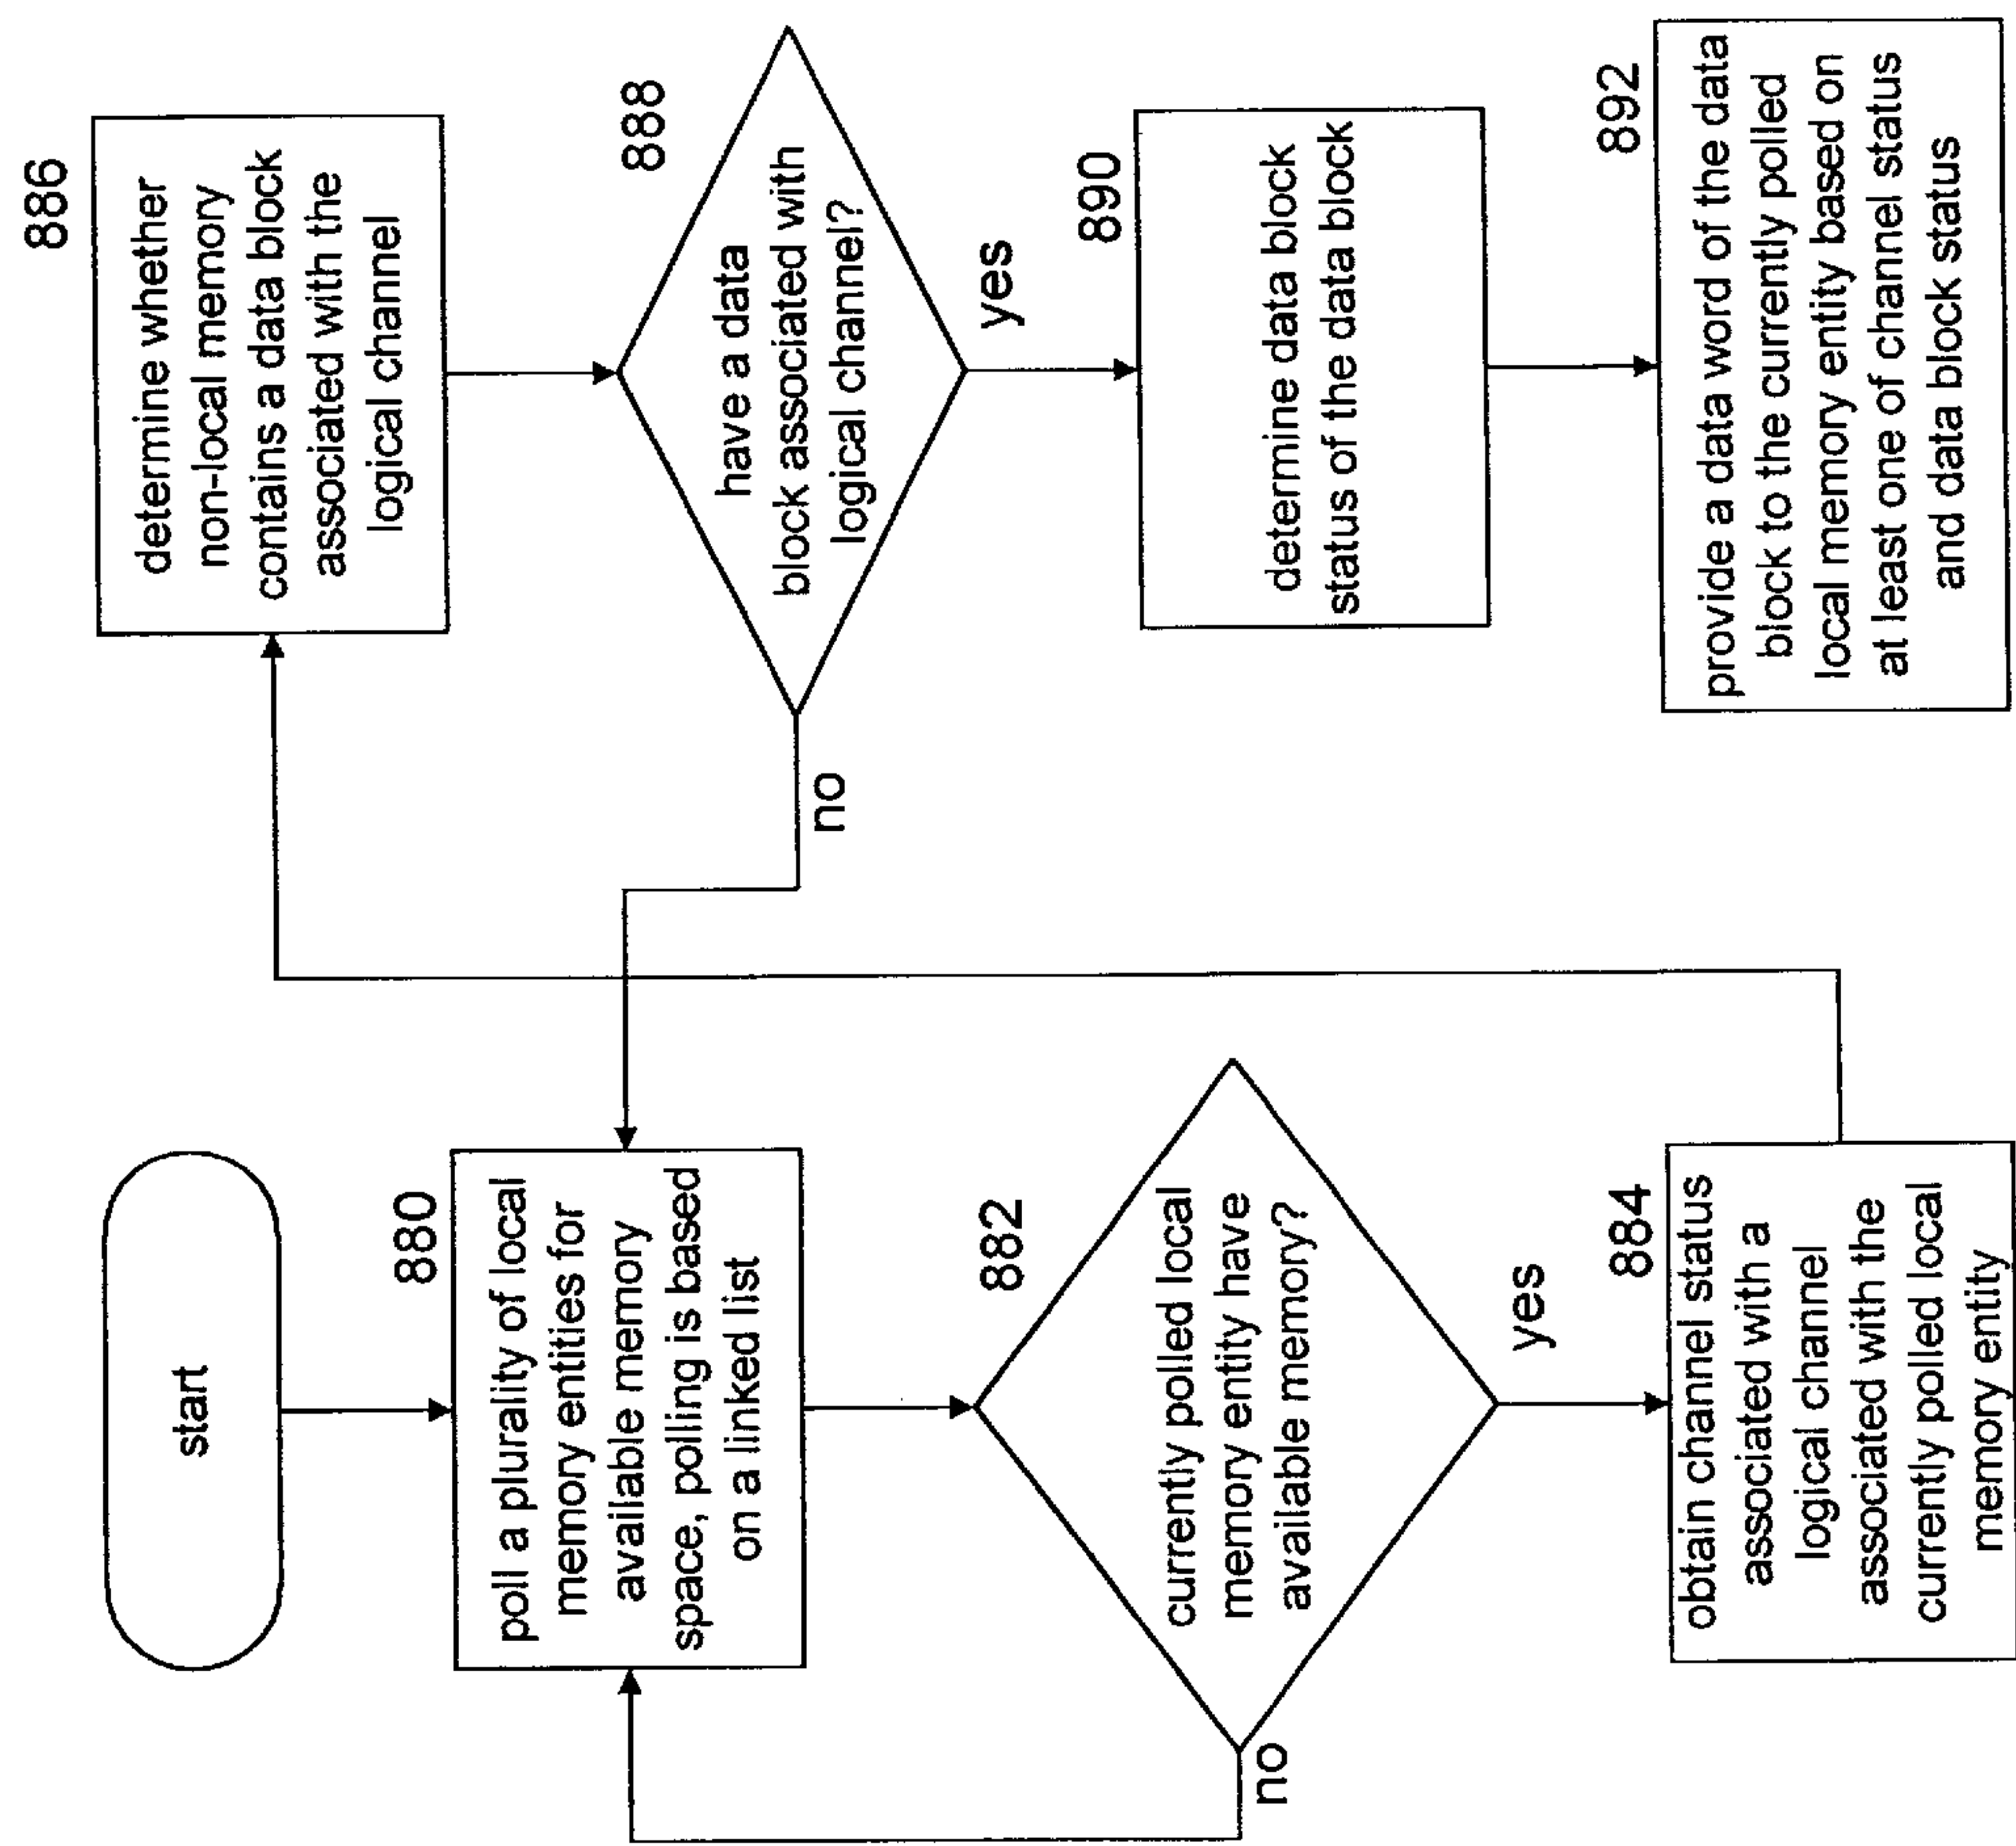 start
880
poll a plurality of local
memory entities for
available memory
space, polling is based
on a linked list
882
currently polled local
memory entity have
available memory?
no
yes
884
obtain channel status
associated with a
logical channel
associated with the
currently polled local
memory entity
886
determine whether
non-local memory
contains a data block
associated with the
logical channel
888
have a data
block associated with
logical channel?
no
yes
890
determine data block
status of the data block
892
provide a data word of the data
block to the currently polled
local memory entity based on
at least one of channel status
and data block status